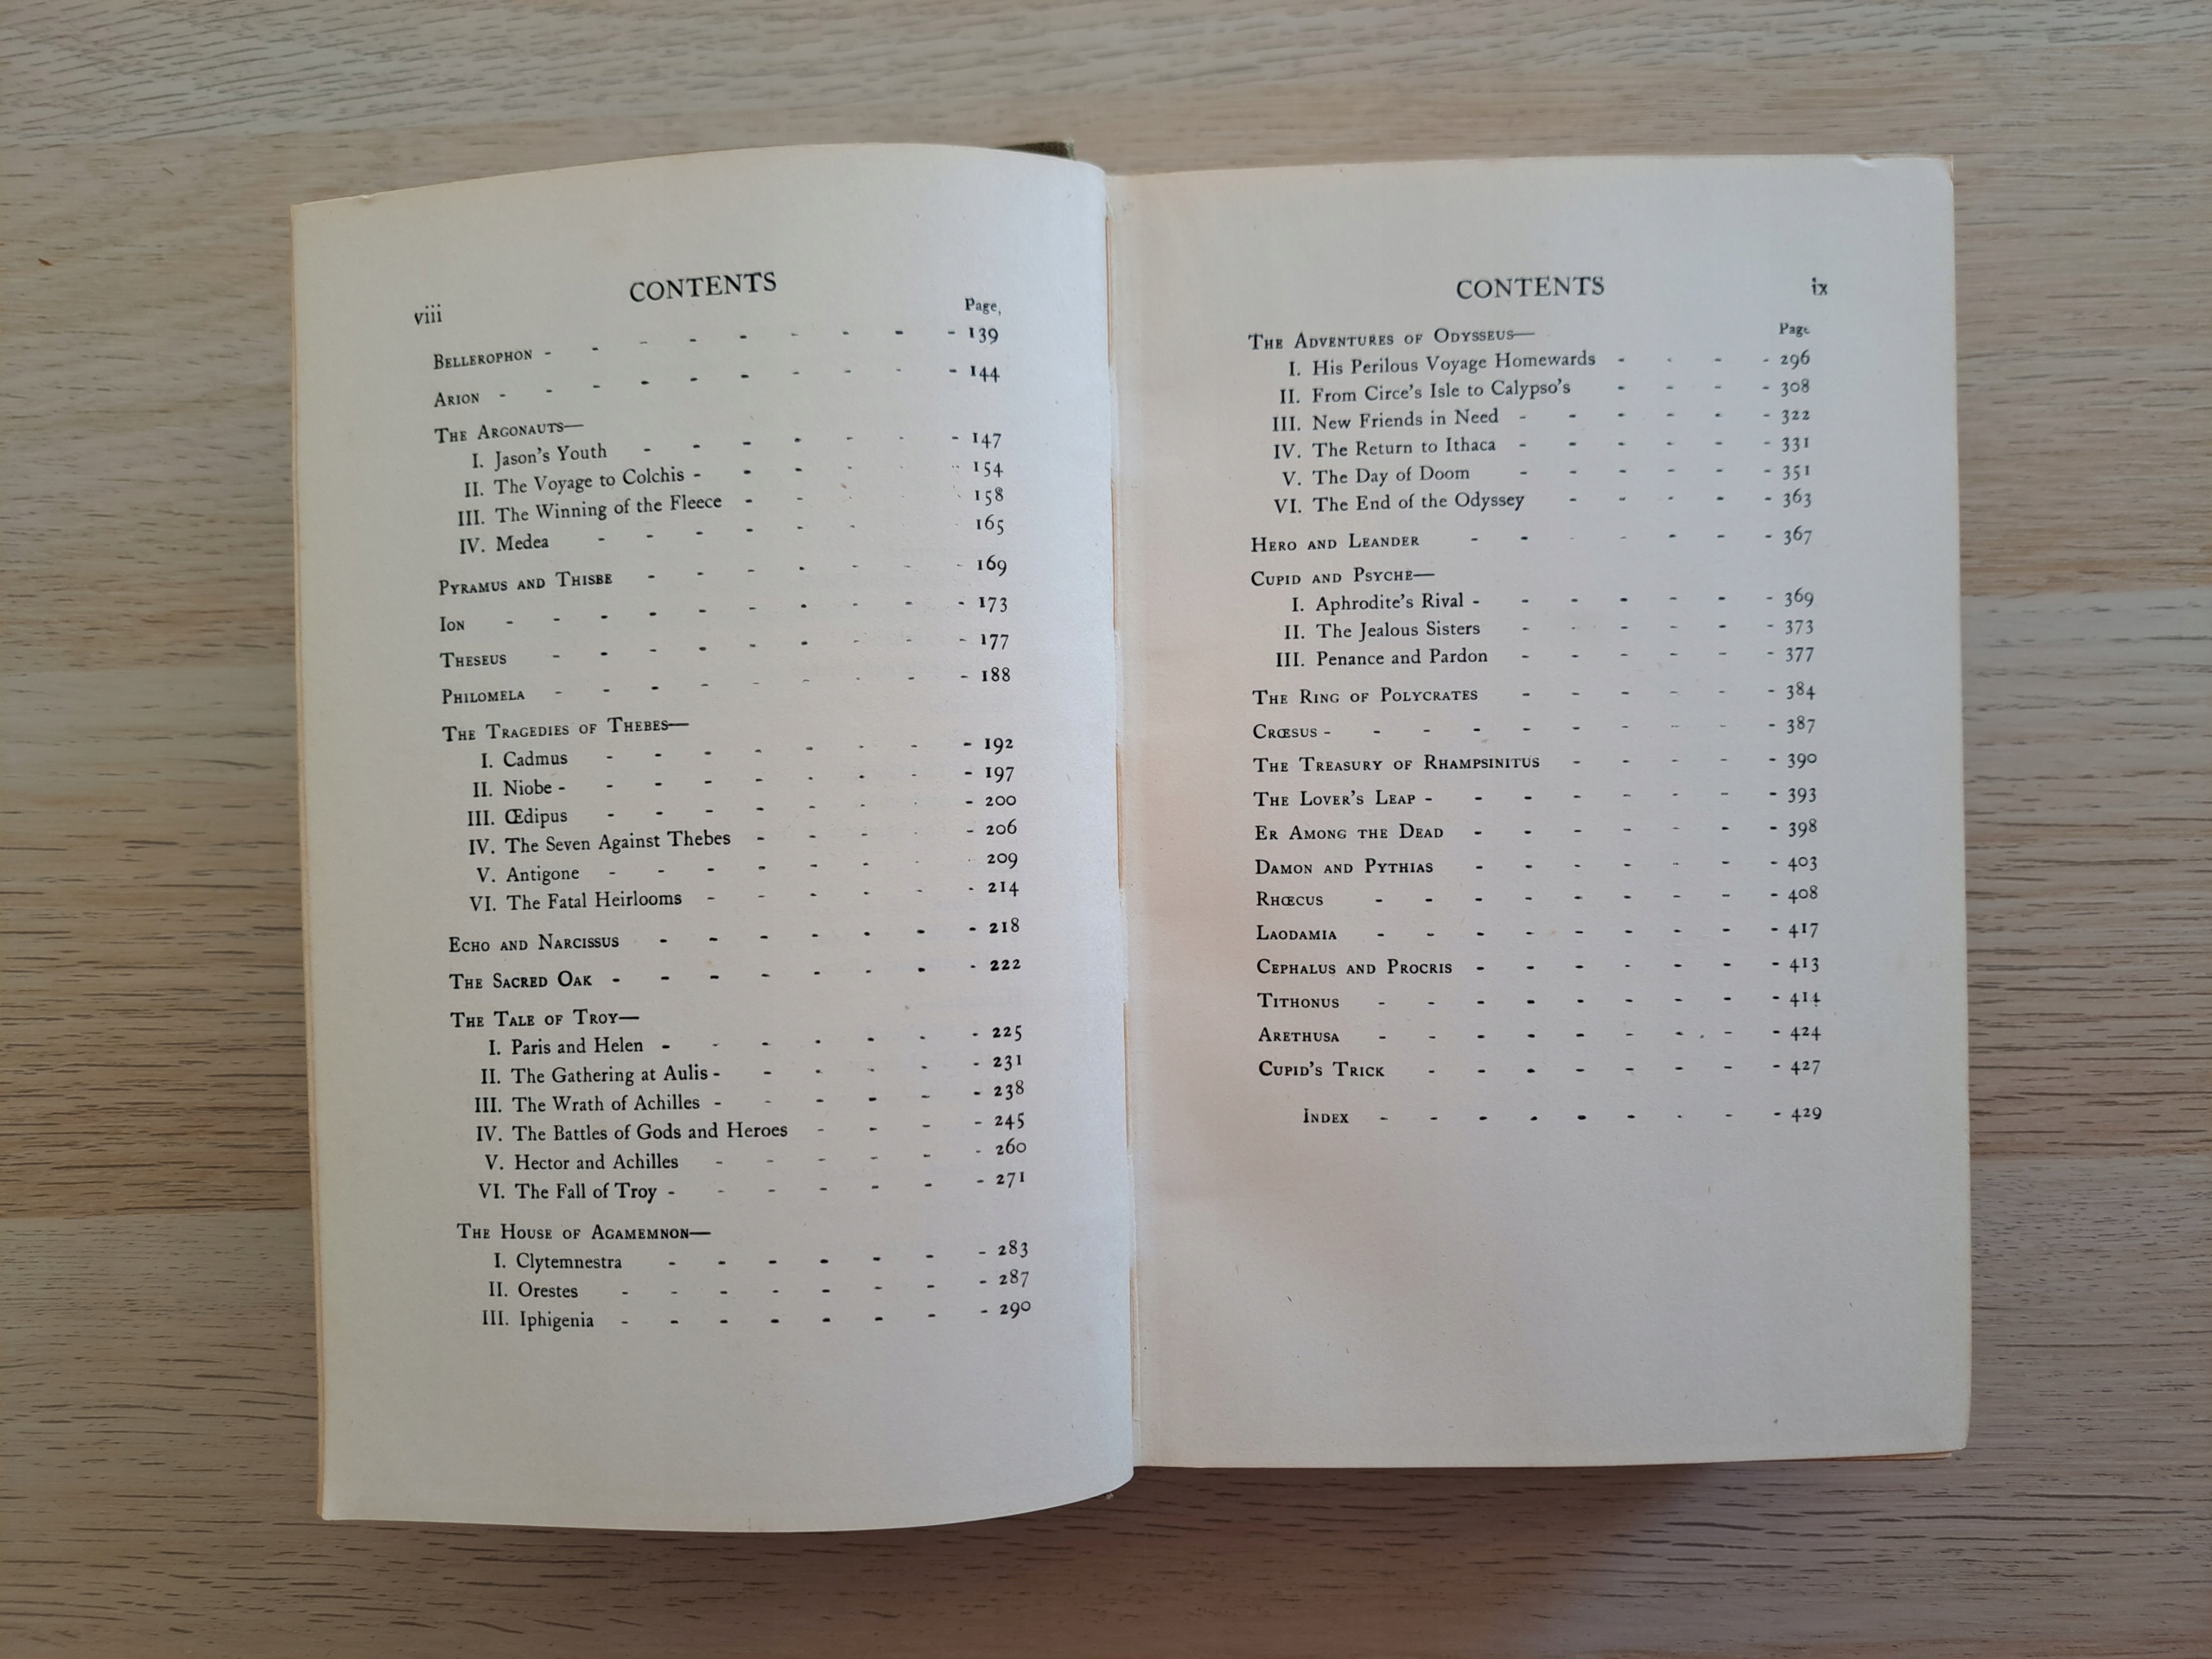 viii
CONTENTS
Page
BELLEROPHON - - - - - - - - - 139
ARION - - - - - - - - - - 144
THE ARGONAUTS—
I. Jason's Youth - - - - - - - 147
II. The Voyage to Colchis - - - - - - 154
III. The Winning of the Fleece - - - - - 158
IV. Medea - - - - - - - 165
PYRAMUS AND THISBE - - - - - - - 169
ION - - - - - - - - - - 173
THESEUS - - - - - - - - - 177
PHILOMELA - - - - - - - - - 188
THE TRAGEDIES OF THEBES—
I. Cadmus - - - - - - - - 192
II. Niobe - - - - - - - - - 197
III. Œdipus - - - - - - - - 200
IV. The Seven Against Thebes - - - - - 206
V. Antigone - - - - - - - - 209
VI. The Fatal Heirlooms - - - - - - 214
ECHO AND NARCISSUS - - - - - - - 218
THE SACRED OAK - - - - - - - - 222
THE TALE OF TROY—
I. Paris and Helen - - - - - - - 225
II. The Gathering at Aulis - - - - - - 231
III. The Wrath of Achilles - - - - - - 238
IV. The Battles of Gods and Heroes - - - - 245
V. Hector and Achilles - - - - - - 260
VI. The Fall of Troy - - - - - - - 271
THE HOUSE OF AGAMEMNON—
I. Clytemnestra - - - - - - - 283
II. Orestes - - - - - - - - 287
III. Iphigenia - - - - - - - - 290
CONTENTS
ix
Page
THE ADVENTURES OF ODYSSEUS—
I. His Perilous Voyage Homewards - - - - 296
II. From Circe's Isle to Calypso's - - - - 308
III. New Friends in Need - - - - - - 322
IV. The Return to Ithaca - - - - - - 331
V. The Day of Doom - - - - - - 351
VI. The End of the Odyssey - - - - - 363
HERO AND LEANDER - - - - - - - 367
CUPID AND PSYCHE—
I. Aphrodite's Rival - - - - - - - 369
II. The Jealous Sisters - - - - - - 373
III. Penance and Pardon - - - - - - 377
THE RING OF POLYCRATES - - - - - - 384
CRŒSUS - - - - - - - - - - 387
THE TREASURY OF RHAMPSINITUS - - - - - 390
THE LOVER'S LEAP - - - - - - - - 393
ER AMONG THE DEAD - - - - - - - 398
DAMON AND PYTHIAS - - - - - - - 403
RHŒCUS - - - - - - - - - 408
LAODAMIA - - - - - - - - - 417
CEPHALUS AND PROCRIS - - - - - - - 413
TITHONUS - - - - - - - - - 414
ARETHUSA - - - - - - - - - 424
CUPID'S TRICK - - - - - - - - 427
INDEX - - - - - - - - - 429